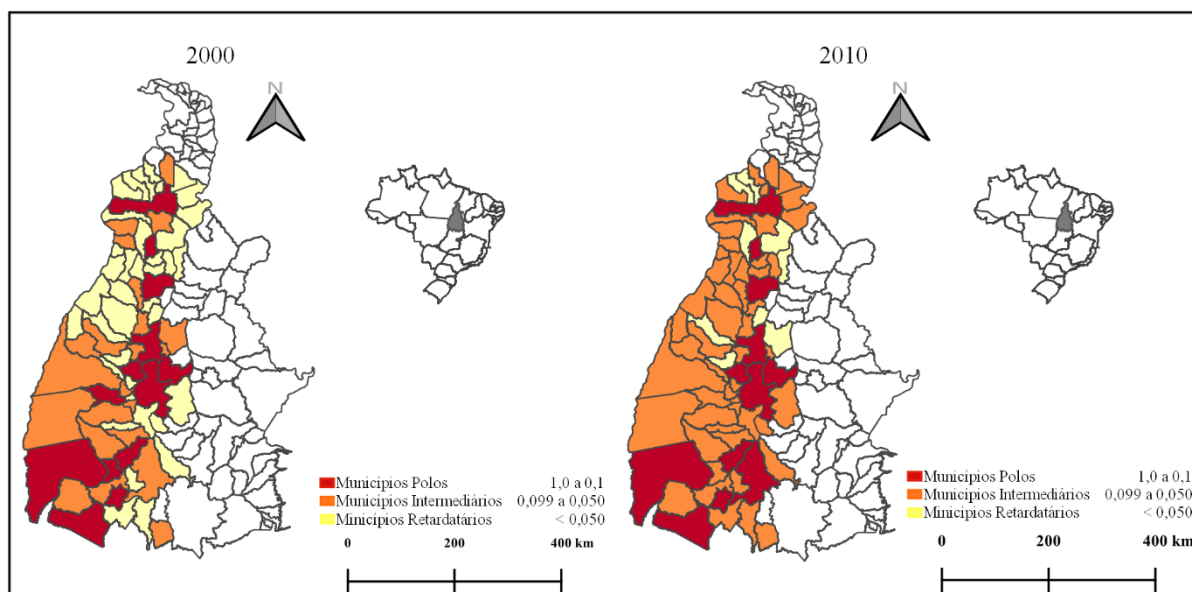 2000
N
Municípios Polos 1,0 a 0,1
Municípios Intermediários 0,099 a 0,050
Minicípios Retardatários < 0,050
0 200 400 km
2010
N
Municípios Polos 1,0 a 0,1
Municípios Intermediários 0,099 a 0,050
Minicípios Retardatários < 0,050
0 200 400 km